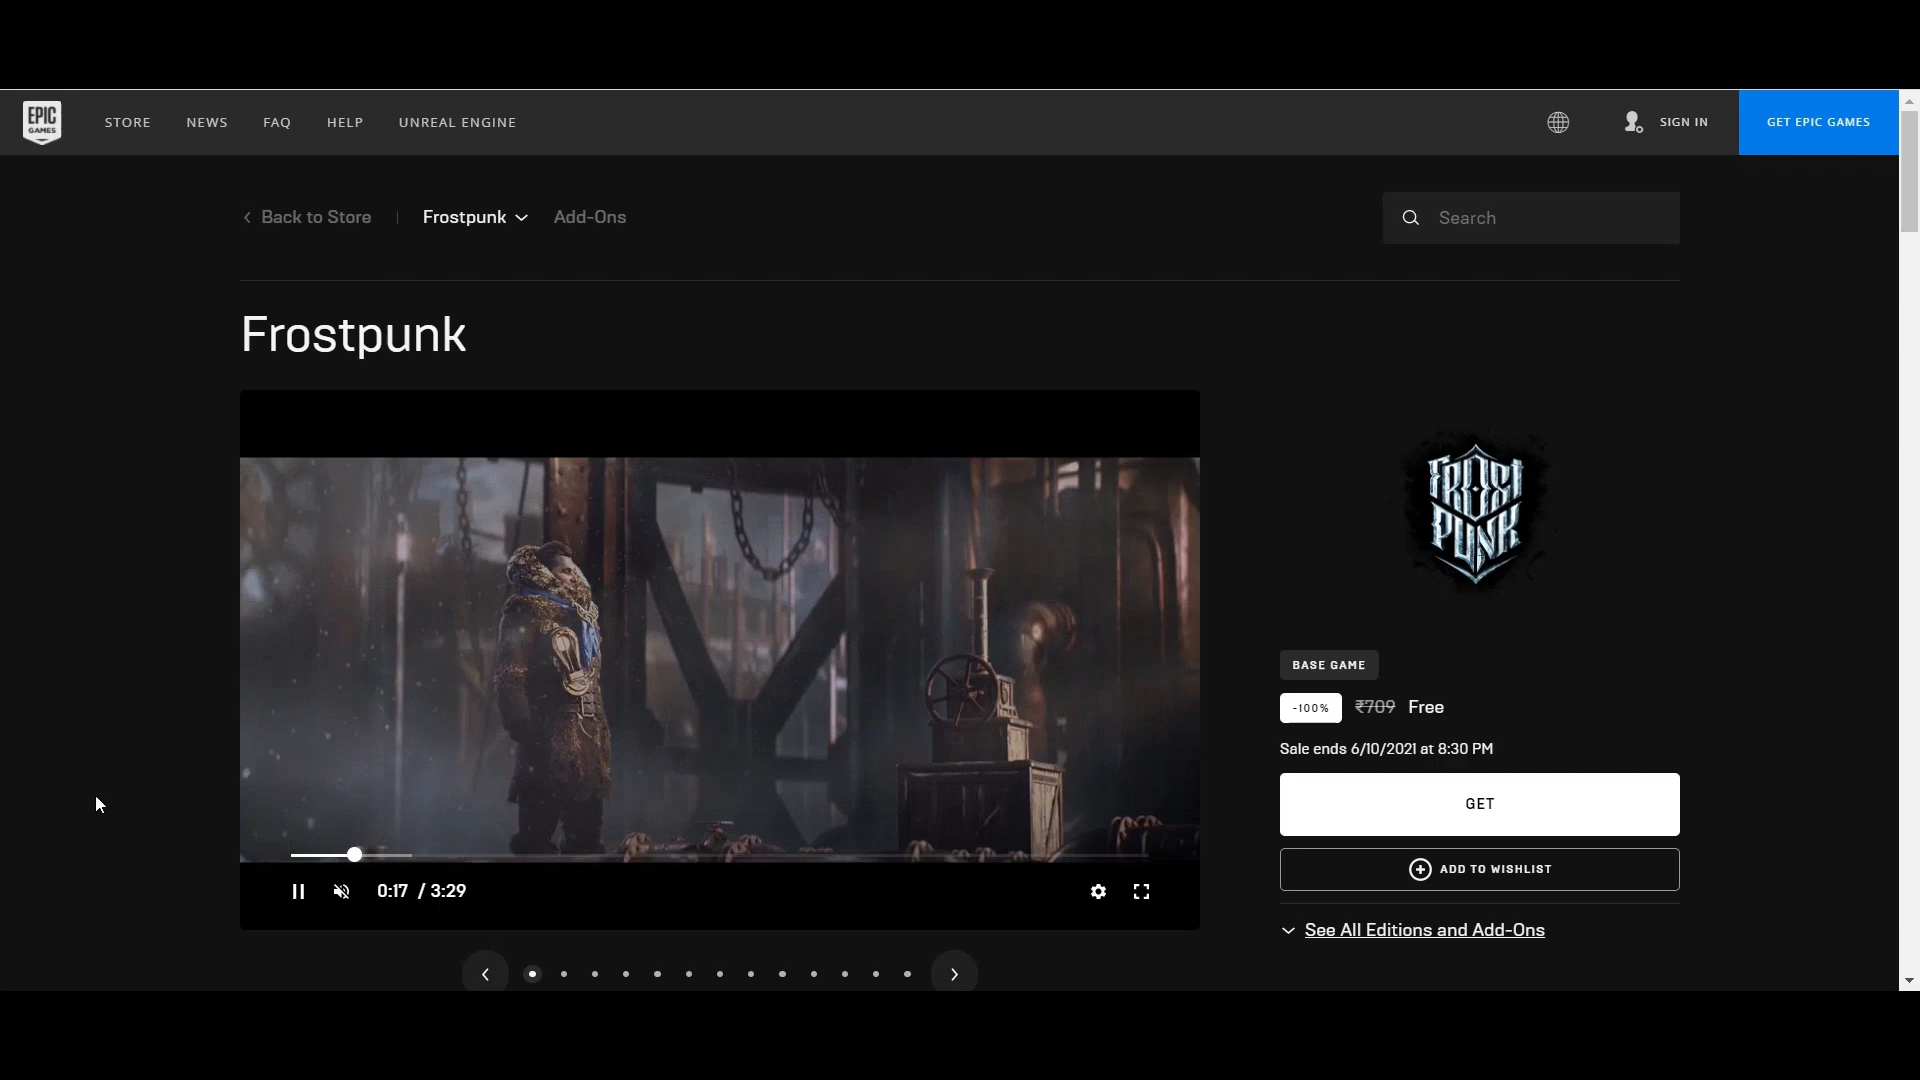 EPIC
GAMES
STORE
NEWS
FAQ
HELP
UNREAL ENGINE
SIGN IN
GET EPIC GAMES
Back to Store
Frostpunk
Add-Ons
Search
Frostpunk
FROST
PUNK
BASE GAME
-100% ₹709 Free
Sale ends 6/10/2021 at 8:30 PM
GET
ADD TO WISHLIST
0:17 / 3:29
See All Editions and Add-Ons